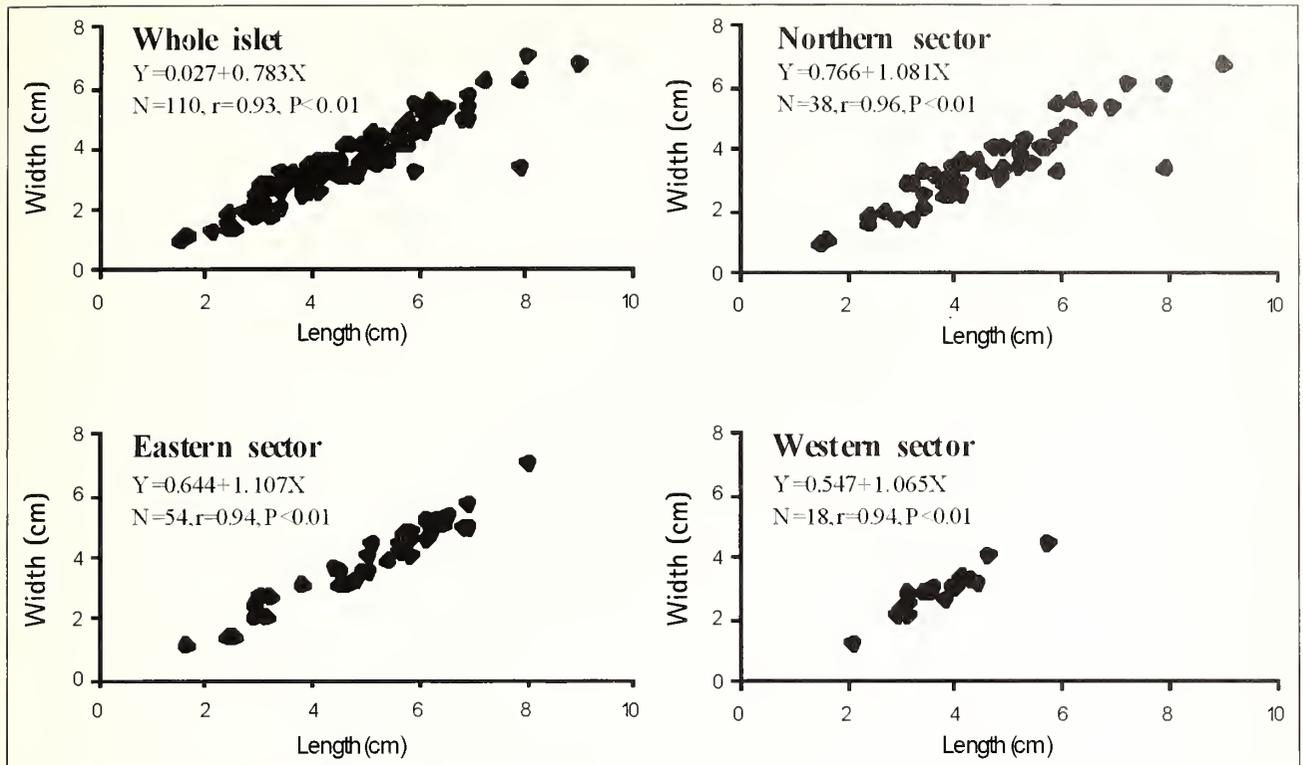 Whole islet
Y=0.027+0.783X
N=110, r=0.93, P<0.01
8
6
4
2
0
Width (cm)
0 2 4 6 8 10
Length (cm)
Northern sector
Y=0.766+1.081X
N=38,r=0.96,P<0.01
8
6
4
2
0
Width (cm)
0 2 4 6 8 10
Length (cm)
Eastern sector
Y=0.644+1.107X
N=54,r=0.94,P<0.01
8
6
4
2
0
Width (cm)
0 2 4 6 8 10
Length (cm)
Western sector
Y=0.547+1.065X
N=18,r=0.94,P<0.01
8
6
4
2
0
Width (cm)
0 2 4 6 8 10
Length (cm)